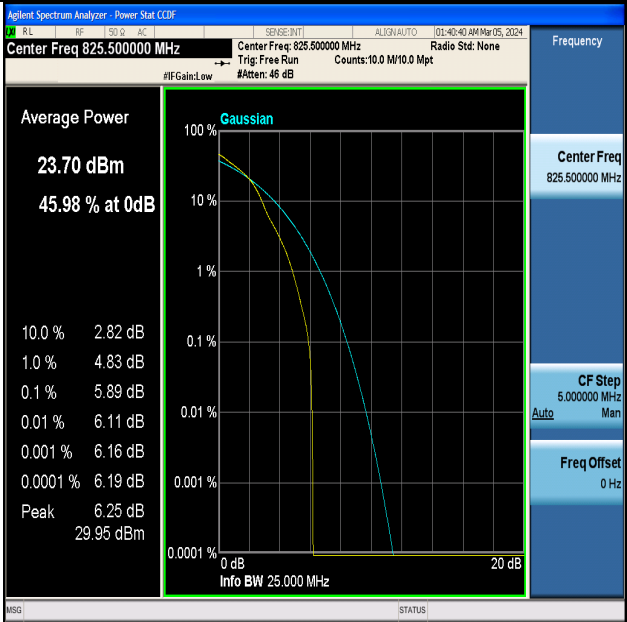 Agilent Spectrum Analyzer - Power Stat CCDF
LXI RL RF 50 Ω AC SENSE:INT ALIGN AUTO 01:40:40 AM Mar 05, 2024
Center Freq 825.500000 MHz
Center Freq: 825.500000 MHz Radio Std: None
Trig: Free Run Counts:10.0 M/10.0 Mpt
#IFGain:Low #Atten: 46 dB
Frequency
Center Freq
825.500000 MHz
CF Step
5.000000 MHz
Auto Man
Freq Offset
0 Hz
Average Power
23.70 dBm
45.98 % at 0dB
10.0 % 2.82 dB
1.0 % 4.83 dB
0.1 % 5.89 dB
0.01 % 6.11 dB
0.001 % 6.16 dB
0.0001 % 6.19 dB
Peak 6.25 dB
29.95 dBm
Gaussian
100 %
10 %
1 %
0.1 %
0.01 %
0.001 %
0.0001 %
0 dB 20 dB
Info BW 25.000 MHz
MSG STATUS